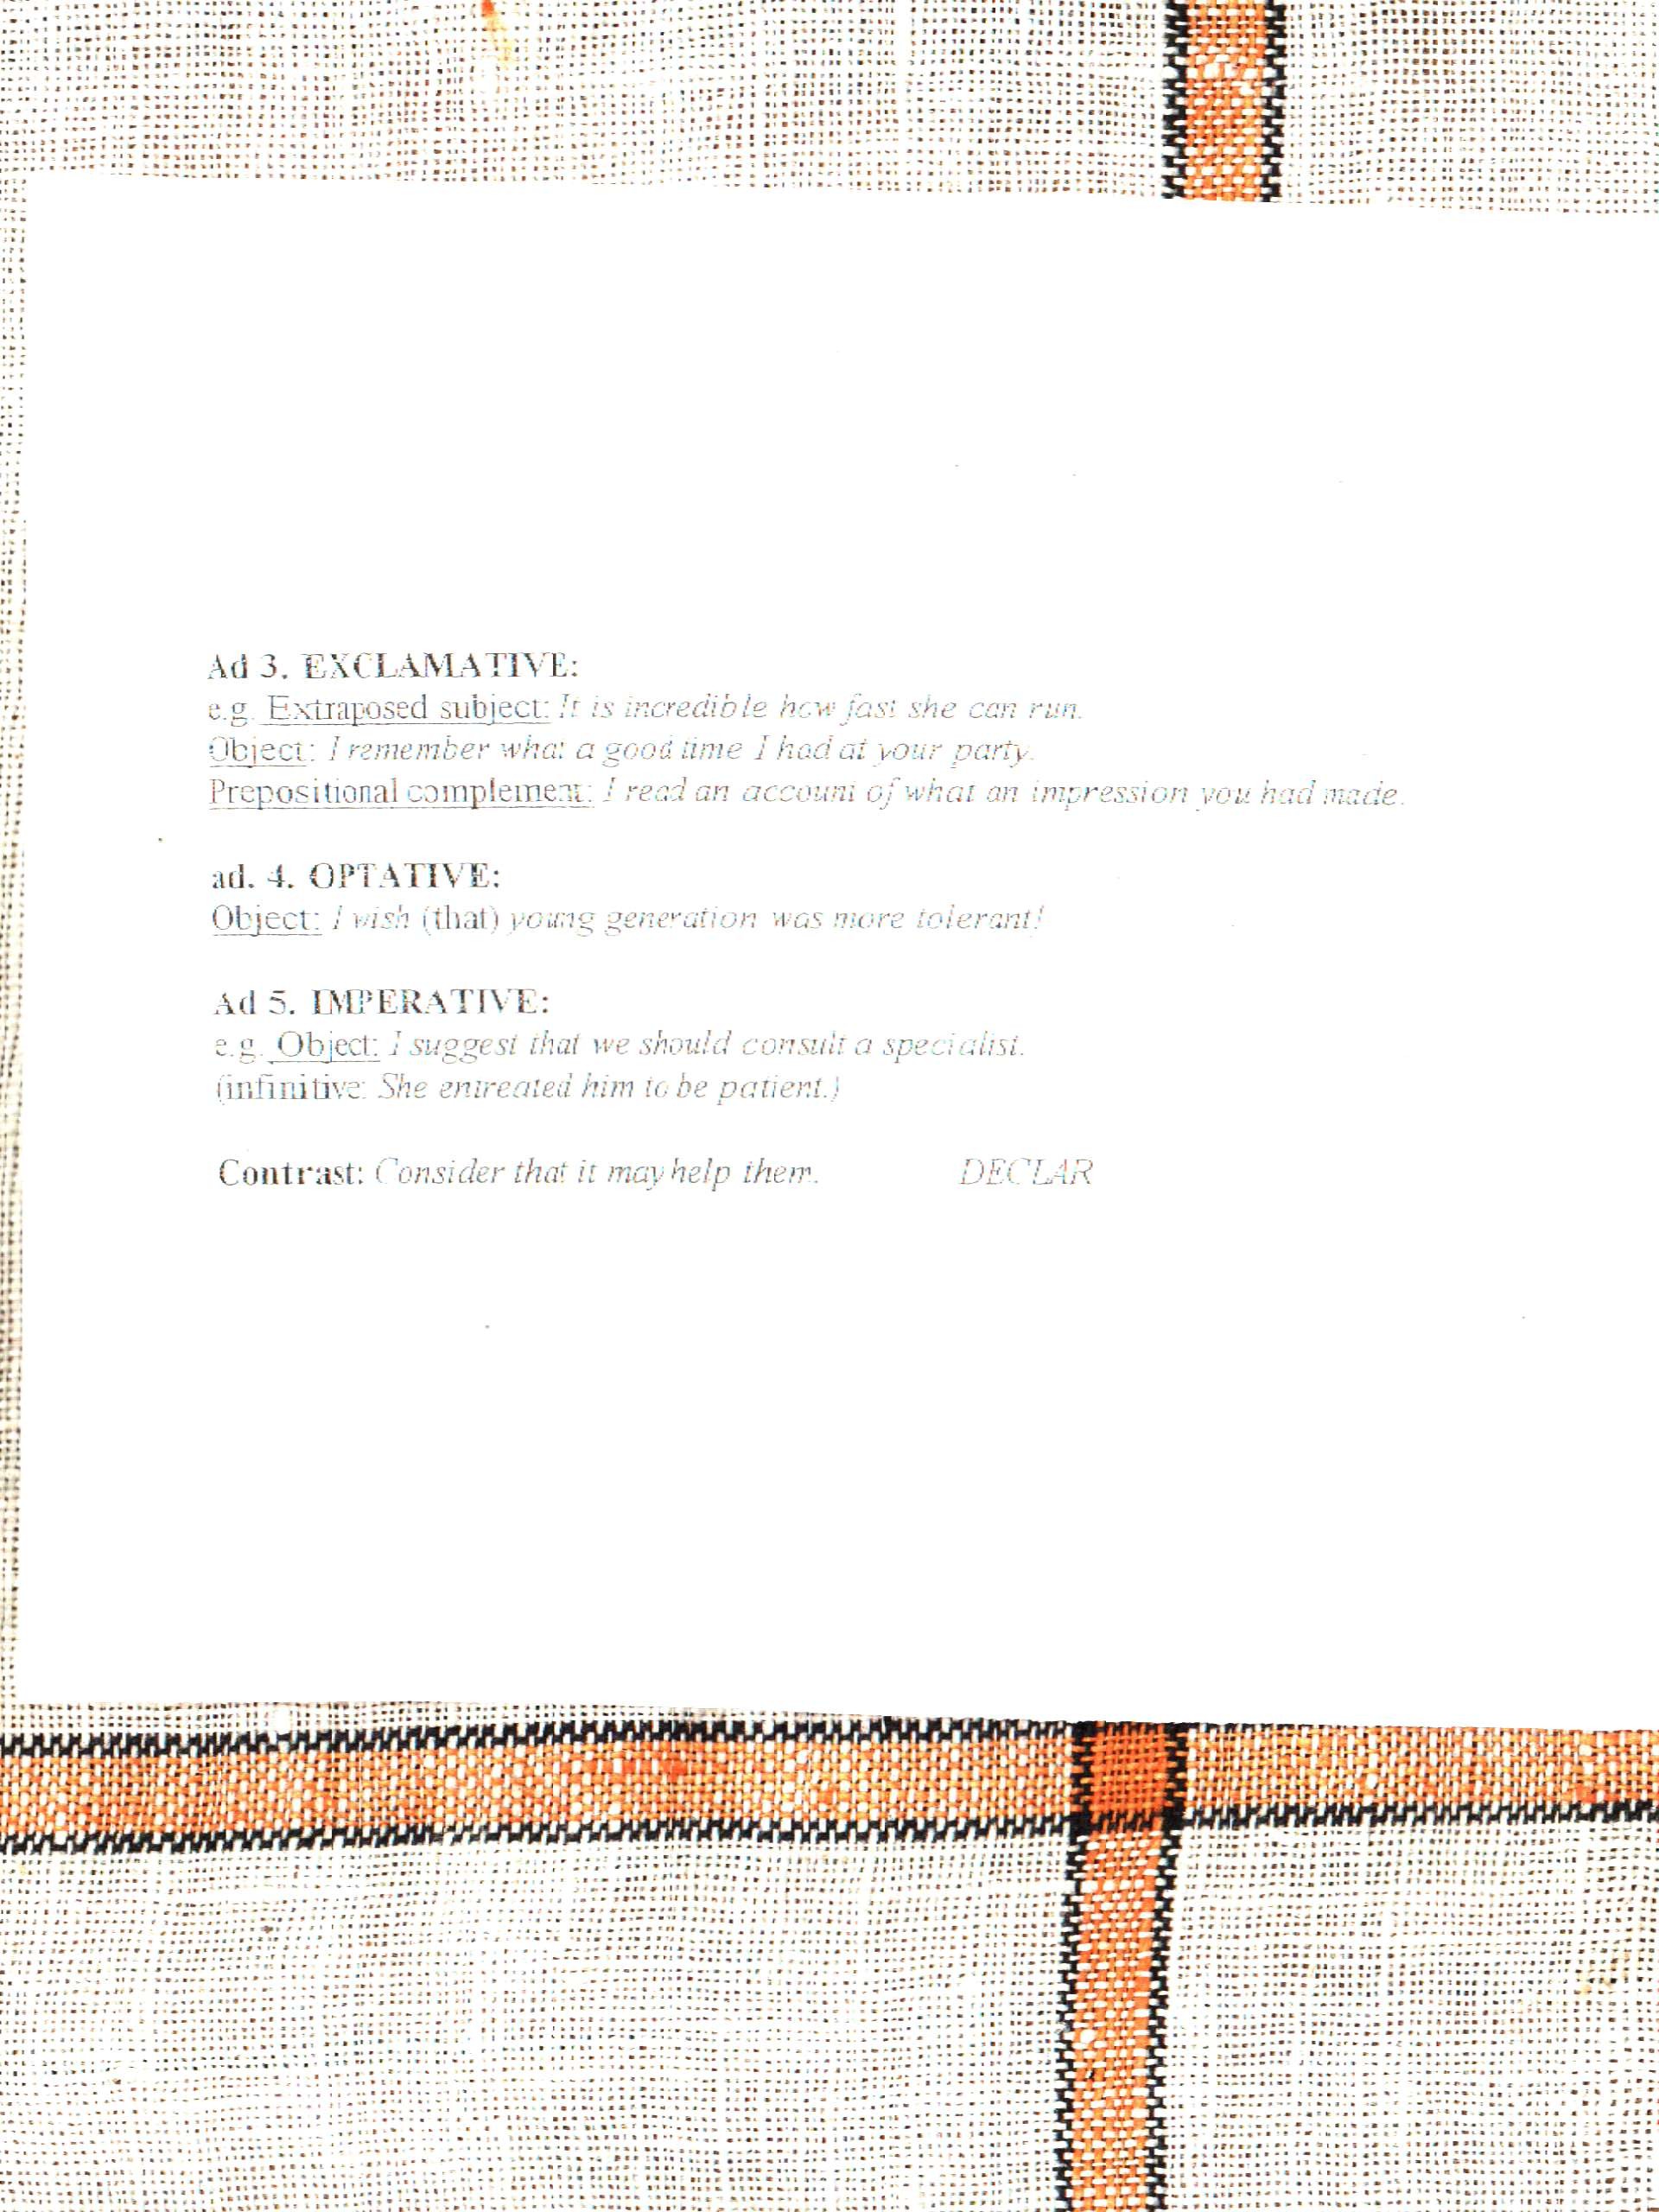 Ad 3. EXCLAMATIVE:
e.g. Extraposed subject: It is incredible how fast she can run.
Object: I remember what a good time I had at your party.
Prepositional complement: I read an account of what an impression you had made.
ad. 4. OPTATIVE:
Object: I wish (that) young generation was more tolerant!
Ad 5. IMPERATIVE:
e.g. Object: I suggest that we should consult a specialist.
(infinitive: She entreated him to be patient.)
Contrast: Consider that it may help them. DECLAR